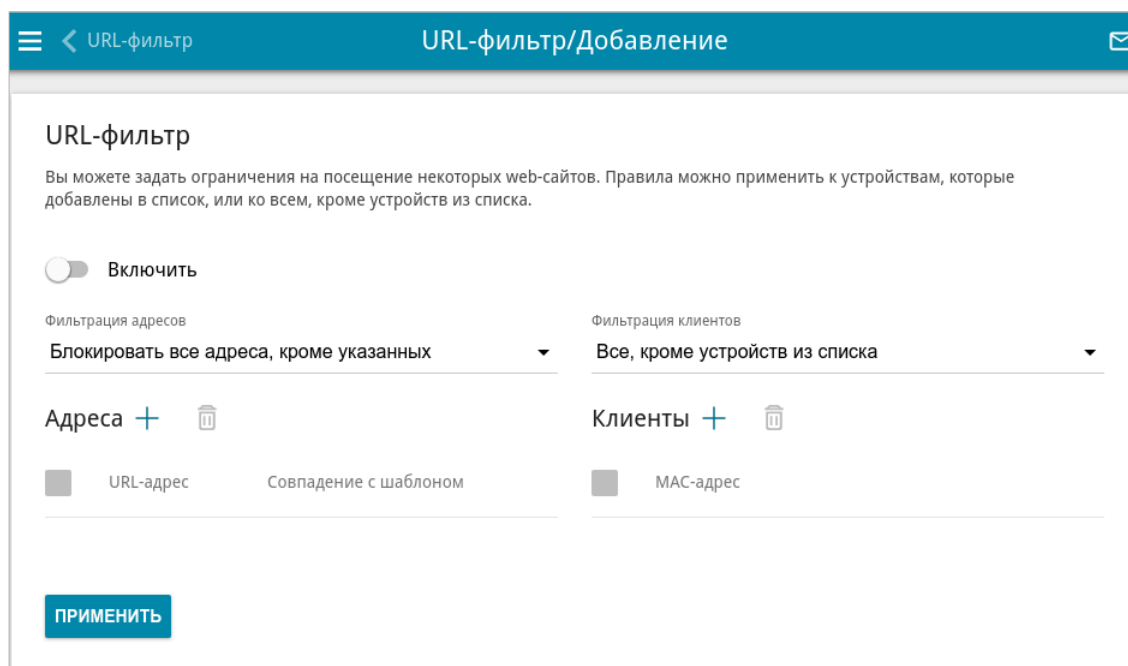 URL-фильтр
URL-фильтр/Добавление
URL-фильтр
Вы можете задать ограничения на посещение некоторых web-сайтов. Правила можно применить к устройствам, которые
добавлены в список, или ко всем, кроме устройств из списка.
Включить
Фильтрация адресов
Блокировать все адреса, кроме указанных
Фильтрация клиентов
Все, кроме устройств из списка
Адреса
URL-адрес Совпадение с шаблоном
Клиенты
MAC-адрес
ПРИМЕНИТЬ